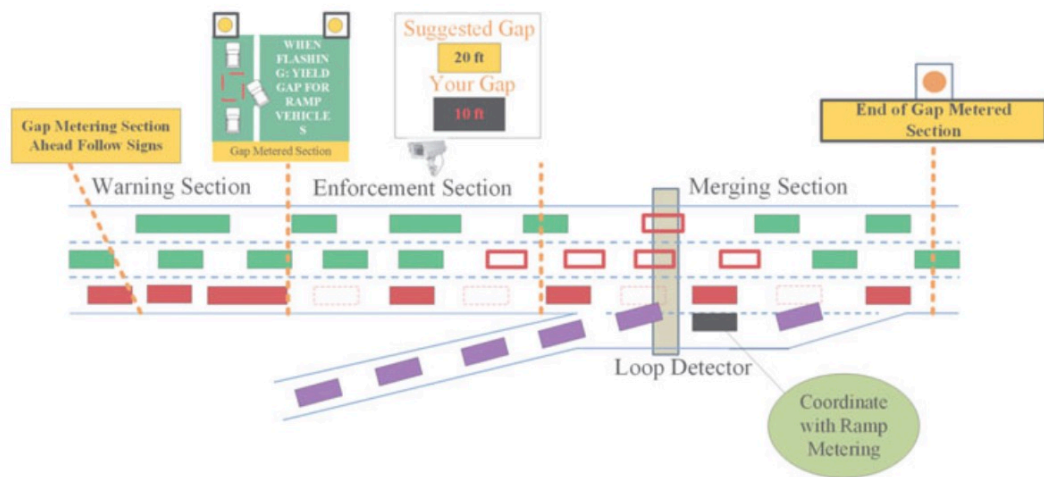 WHEN
FLASHIN
G: YIELD
GAP FOR
RAMP
VEHICLE
S
Gap Metered Section
Suggested Gap
20 ft
Your Gap
10 ft
Gap Metering Section
Ahead Follow Signs
End of Gap Metered
Section
Warning Section
Enforcement Section
Merging Section
Loop Detector
Coordinate
with Ramp
Metering